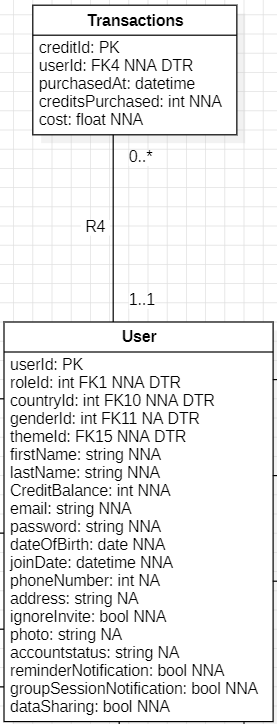 Transactions
creditId: PK
userId: FK4 NNA DTR
purchasedAt: datetime
creditsPurchased: int NNA
cost: float NNA
0..*
R4
1..1
User
userId: PK
roleId: int FK1 NNA DTR
countryId: int FK10 NNA DTR
genderId: int FK11 NA DTR
themeId: FK15 NNA DTR
firstName: string NNA
lastName: string NNA
CreditBalance: int NNA
email: string NNA
password: string NNA
dateOfBirth: date NNA
joinDate: datetime NNA
phoneNumber: int NA
address: string NA
ignoreInvite: bool NNA
photo: string NA
accountstatus: string NA
reminderNotification: bool NNA
groupSessionNotification: bool NNA
dataSharing: bool NNA